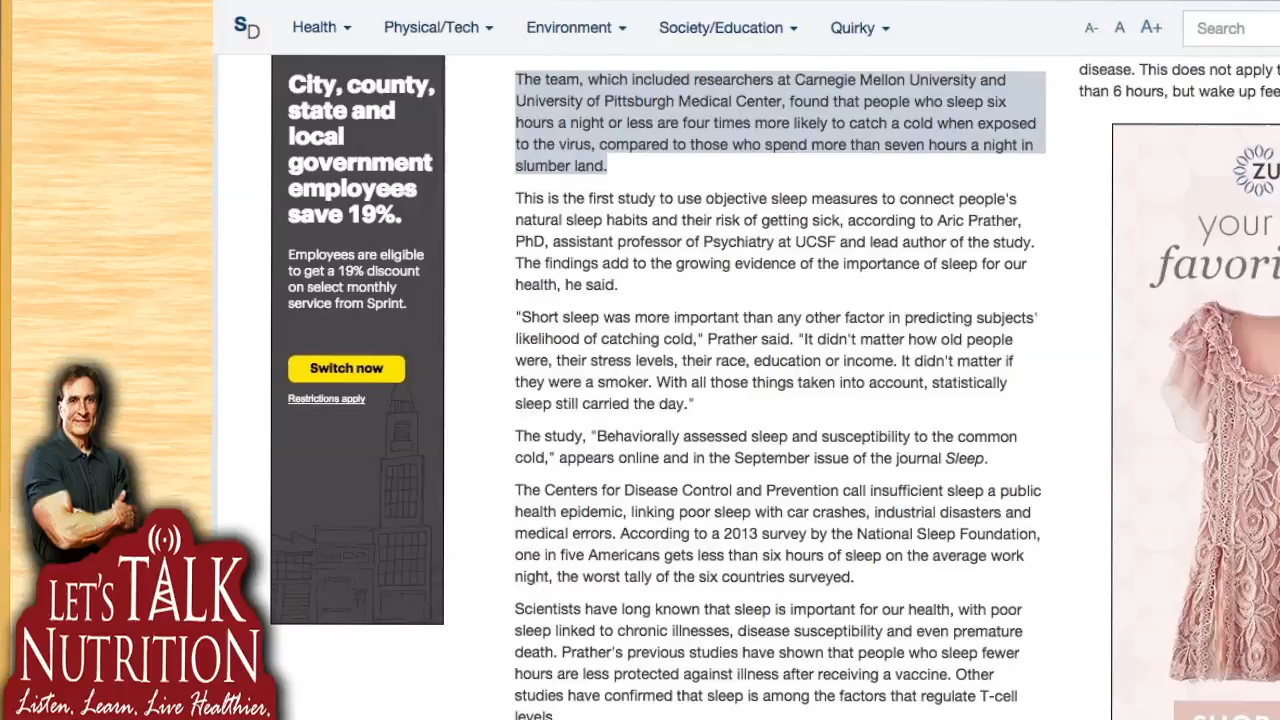 S
D
Health
Physical/Tech
Environment
Society/Education
Quirky
A-
A
A+
Search
City, county,
state and
local
government
employees
save 19%.
Employees are eligible
to get a 19% discount
on select monthly
service from Sprint.
Switch now
Restrictions apply
LET'S TALK
NUTRITION
Listen. Learn. Live Healthier.
The team, which included researchers at Carnegie Mellon University and
University of Pittsburgh Medical Center, found that people who sleep six
hours a night or less are four times more likely to catch a cold when exposed
to the virus, compared to those who spend more than seven hours a night in
slumber land.
This is the first study to use objective sleep measures to connect people's
natural sleep habits and their risk of getting sick, according to Aric Prather,
PhD, assistant professor of Psychiatry at UCSF and lead author of the study.
The findings add to the growing evidence of the importance of sleep for our
health, he said.
"Short sleep was more important than any other factor in predicting subjects'
likelihood of catching cold," Prather said. "It didn't matter how old people
were, their stress levels, their race, education or income. It didn't matter if
they were a smoker. With all those things taken into account, statistically
sleep still carried the day."
The study, "Behaviorally assessed sleep and susceptibility to the common
cold," appears online and in the September issue of the journal Sleep.
The Centers for Disease Control and Prevention call insufficient sleep a public
health epidemic, linking poor sleep with car crashes, industrial disasters and
medical errors. According to a 2013 survey by the National Sleep Foundation,
one in five Americans gets less than six hours of sleep on the average work
night, the worst tally of the six countries surveyed.
Scientists have long known that sleep is important for our health, with poor
sleep linked to chronic illnesses, disease susceptibility and even premature
death. Prather's previous studies have shown that people who sleep fewer
hours are less protected against illness after receiving a vaccine. Other
studies have confirmed that sleep is among the factors that regulate T-cell
levels.
disease. This does not apply t
than 6 hours, but wake up fee
ZU
your
favori
SHOP